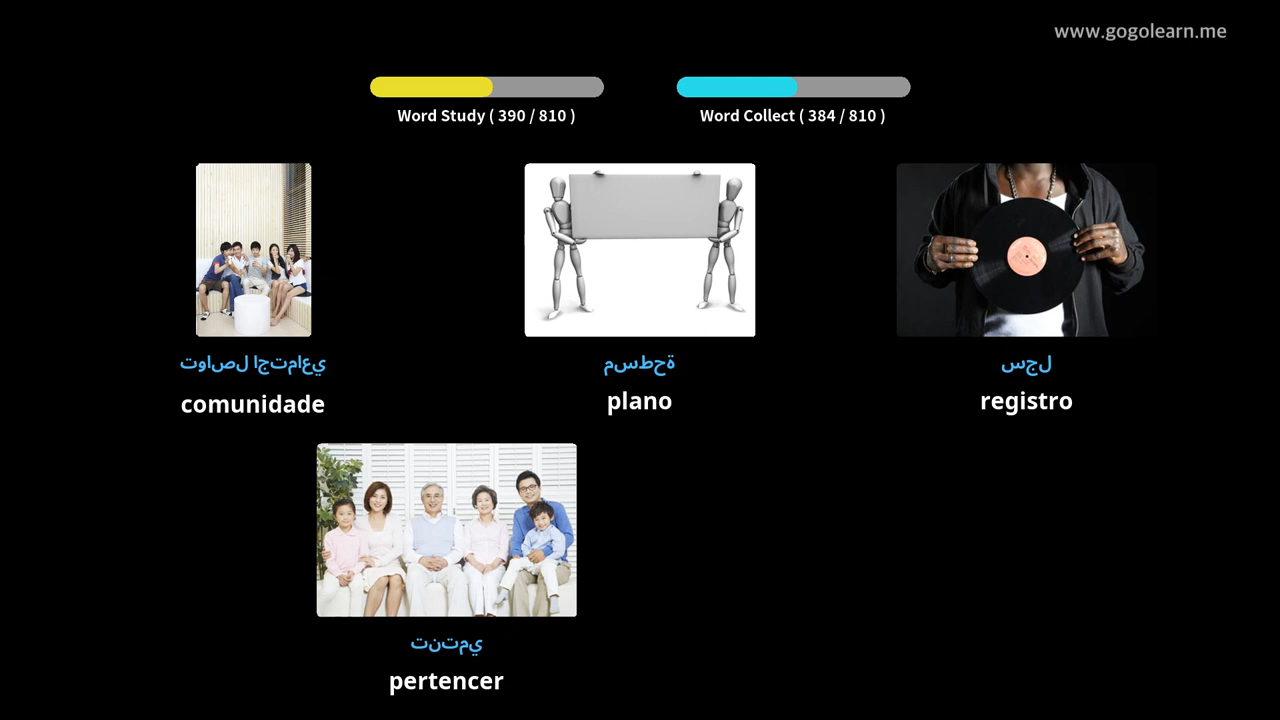 www.gogolearn.me
Word Study ( 390 / 810 )
Word Collect ( 384 / 810 )
تواصل اجتماعي
مسطحة
سجل
comunidade
plano
registro
تنتمي
pertencer